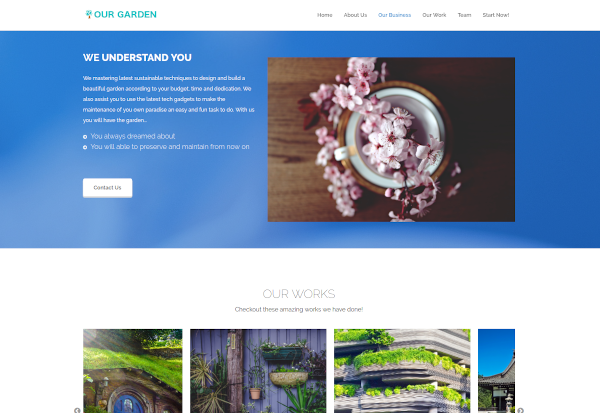 OUR GARDEN
Home About Us Our Business Our Work Team Start Now!
WE UNDERSTAND YOU
We mastering latest sustainable techniques to design and build a
beautiful garden according to your budget, time and dedication. We
also assist you to use the latest tech gadgets to make the
maintenance of you own paradise an easy and fun task to do. With us
you will have the garden...
You always dreamed about
You will able to preserve and maintain from now on
Contact Us
OUR WORKS
Checkout these amazing works we have done!